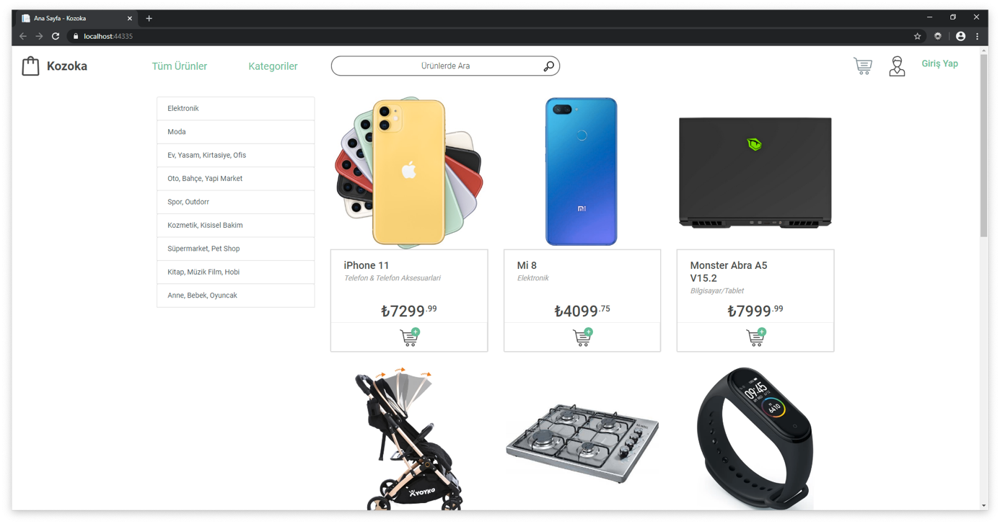 Ana Sayfa - Kozoka
localhost:44335
Kozoka
Tüm Ürünler
Kategoriler
Ürünlerde Ara
Giriş Yap
Elektronik
Moda
Ev, Yasam, Kirtasiye, Ofis
Oto, Bahçe, Yapi Market
Spor, Outdorr
Kozmetik, Kisisel Bakim
Süpermarket, Pet Shop
Kitap, Müzik Film, Hobi
Anne, Bebek, Oyuncak
iPhone 11
Telefon & Telefon Aksesuarlari
₺7299.99
mi
Mi 8
Elektronik
₺4099.75
Monster Abra A5
V15.2
Bilgisayar/Tablet
₺7999.99
YOYKO
09:45
6410